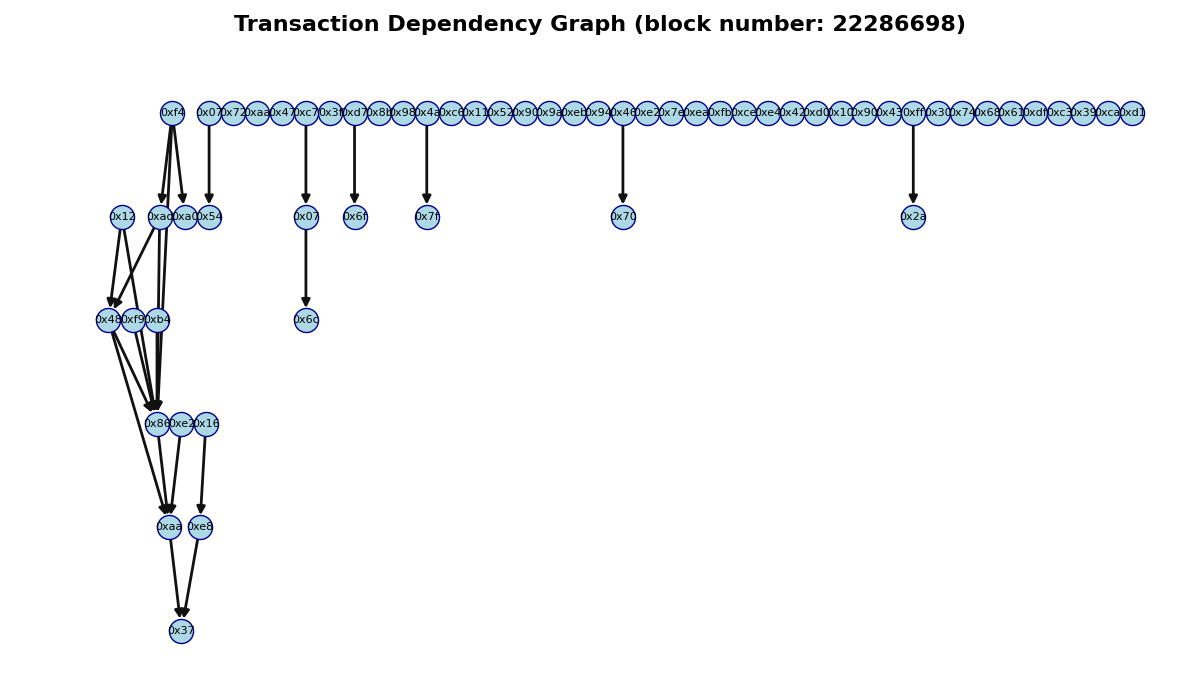 Transaction Dependency Graph (block number: 22286698)
0xf4 0x07 0x72 0xaa 0x47 0xc7 0x3f 0xd7 0x8b 0x98 0x4a 0xc6 0x11 0x52 0x90 0x9a 0xeb 0x94 0x46 0xe2 0x7e 0xea 0xfb 0xce 0xe4 0x42 0xd0 0x10 0x90 0x43 0xff 0x30 0x74 0x68 0x61 0xdf 0xc3 0x39 0xca 0xd1
0x12 0xa0 0x54 0x07 0x6f 0x7f 0x70 0x2a
0x48 0xf9 0xb4 0x6c
0x86 0xe2 0x16
0xaa 0xe8
0x37